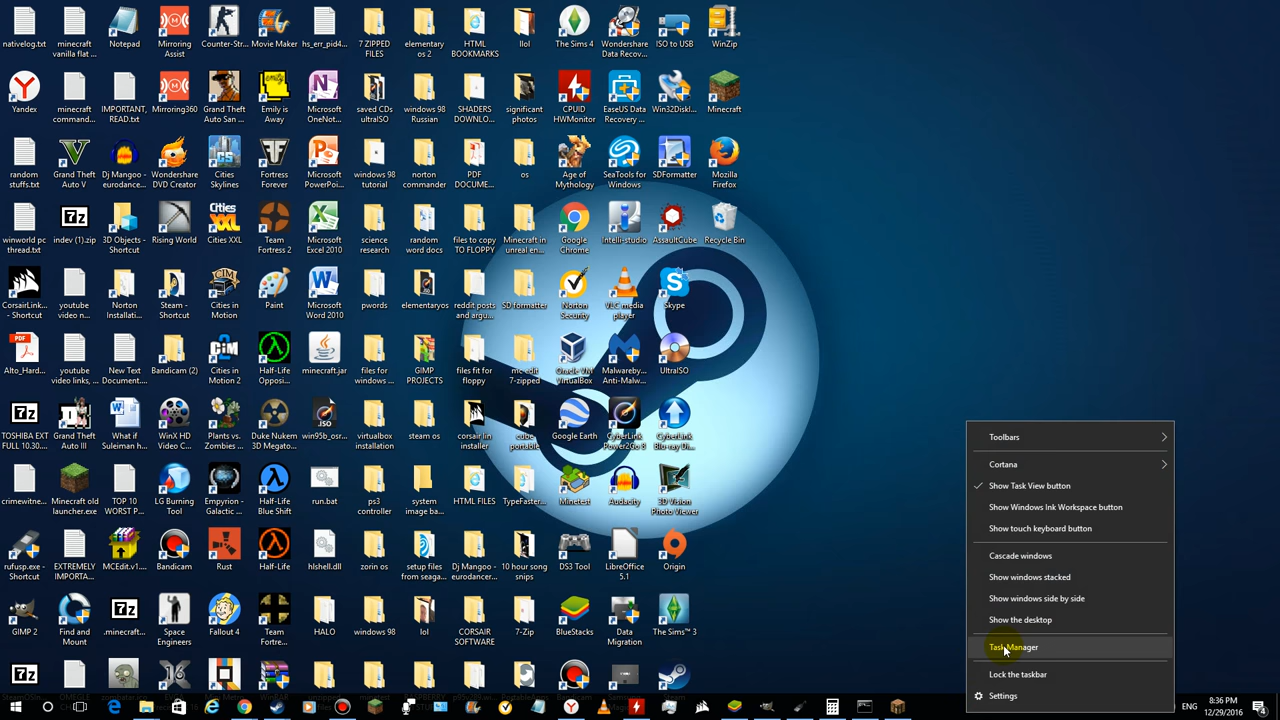 nativelog.txt
minecraft
vanilla flat ...
Notepad
Mirroring
Assist
Counter-Str...
Movie Maker
hs_err_pid4...
7 ZIPPED
FILES
elementary
os 2
HTML
BOOKMARKS
llol
The Sims 4
Wondershare
Data Recov...
ISO to USB
WinZip
Yandex
minecraft
command...
IMPORTANT,
READ.txt
Mirroring360
Grand Theft
Auto San ...
Emily is
Away
Microsoft
OneNot...
saved CDs
ultraISO
windows 98
Russian
SHADERS
DOWNLO...
significant
photos
CPUID
HWMonitor
EaseUS Data
Recovery ...
Win32DiskI...
Minecraft
random
stuffs.txt
Grand Theft
Auto V
Dj Mangoo -
eurodance...
Wondershare
DVD Creator
Cities
Skylines
Fortress
Forever
Microsoft
PowerPoi...
windows 98
tutorial
norton
commander
PDF
DOCUME...
os
Age of
Mythology
SeaTools for
Windows
SDFormatter
Mozilla
Firefox
winworld pc
thread.txt
indev (1).zip
3D Objects -
Shortcut
Rising World
Cities XXL
Team
Fortress 2
Microsoft
Excel 2010
science
research
random
word docs
files to copy
TO FLOPPY
Minecraft in
unreal en...
Google
Chrome
Intelli-studio
AssaultCube
Recycle Bin
CorsairLink...
- Shortcut
youtube
video n...
Norton
Installati...
Steam -
Shortcut
Cities in
Motion
Paint
Microsoft
Word 2010
pwords
elementaryos
reddit posts
and argu...
SDformatter
Norton
Security
VLC media
player
Skype
Alto_Hard...
youtube
video links, ...
New Text
Document...
Bandicam (2)
Cities in
Motion 2
Half-Life
Opposi...
minecraft.jar
files for
windows ...
GIMP
PROJECTS
files fit for
floppy
mc edit
7-zipped
Oracle VM
VirtualBox
Malwareby...
Anti-Malw...
UltraISO
TOSHIBA EXT
FULL 10.30....
Grand Theft
Auto III
What if
Suleiman h...
WinX HD
Video C...
Plants vs.
Zombies ...
Duke Nukem
3D Megato...
win95b_osr...
virtualbox
installation
steam os
corsair lin
installer
cube
portable
Google Earth
CyberLink
Power2Go 8
CyberLink
Blu-ray Di...
crimewitne...
Minecraft old
launcher.exe
TOP 10
WORST P...
LG Burning
Tool
Empyrion -
Galactic ...
Half-Life
Blue Shift
run.bat
ps3
controller
system
image ba...
HTML FILES
TypeFaster...
Minetest
Audacity
3D Vision
Photo Viewer
rufusp.exe -
Shortcut
EXTREMELY
IMPORTA...
MCEdit.v1....
Bandicam
Rust
Half-Life
hlshell.dll
zorin os
setup files
from seaga...
Dj Mangoo -
eurodancer...
10 hour song
snips
DS3 Tool
LibreOffice
5.1
Origin
GIMP 2
Find and
Mount
.minecraft...
Space
Engineers
Fallout 4
Team
Fortre...
HALO
windows 98
lol
CORSAIR
SOFTWARE
7-Zip
BlueStacks
Data
Migration
The Sims™ 3
Toolbars
Cortana
Show Task View button
Show Windows Ink Workspace button
Show touch keyboard button
Cascade windows
Show windows stacked
Show windows side by side
Show the desktop
Task Manager
Lock the taskbar
Settings
ENG
8:36 PM
12/29/2016
4